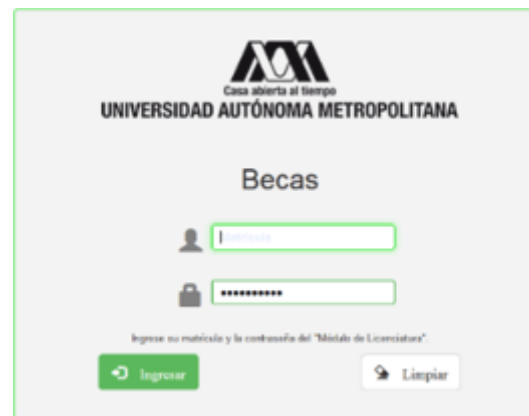 Casa abierta al tiempo
UNIVERSIDAD AUTÓNOMA METROPOLITANA
Becas
Matrícula
••••••••••
Ingrese su matrícula y la contraseña del "Módulo de Licenciatura".
Ingresar
Limpiar